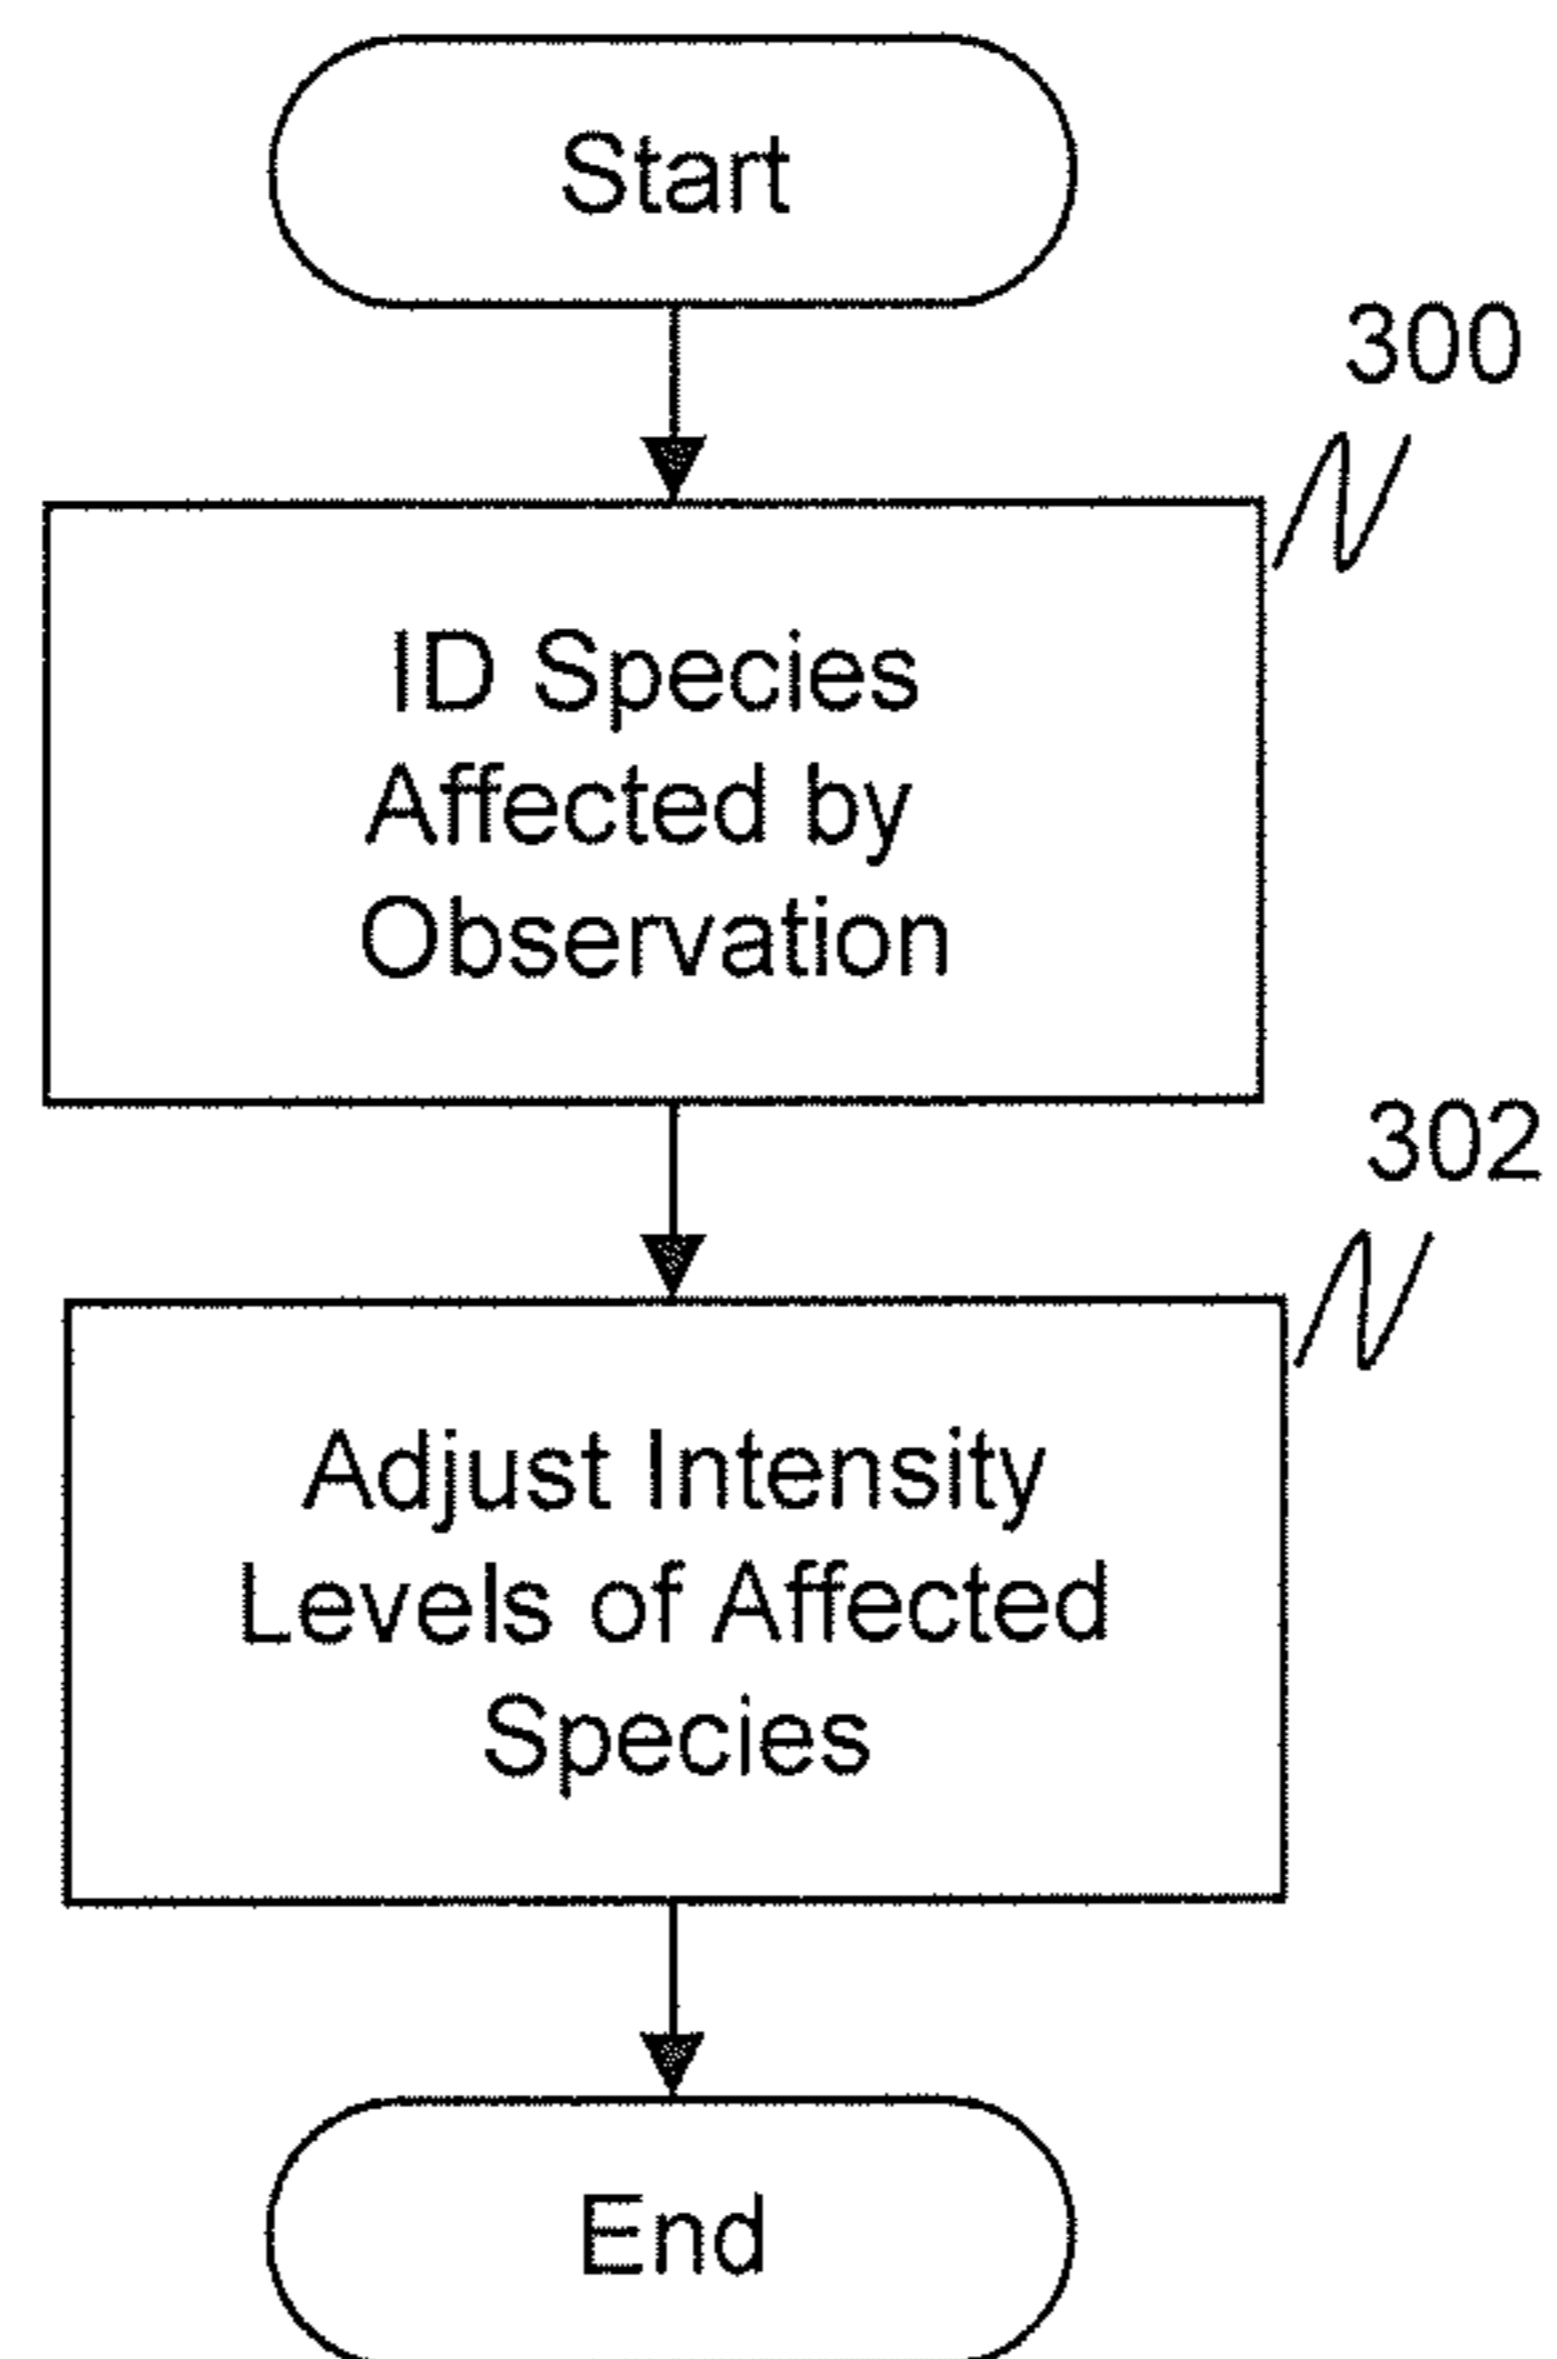 Start
300
ID Species
Affected by
Observation
302
Adjust Intensity
Levels of Affected
Species
End